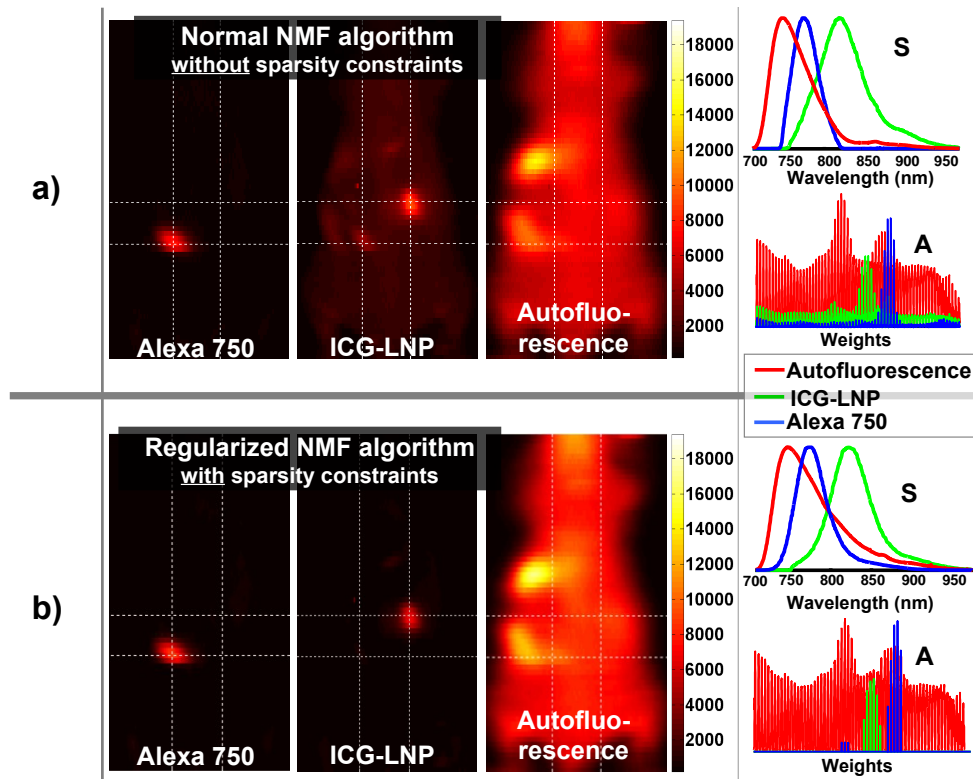 a)
Normal NMF algorithm
without sparsity constraints
Alexa 750
ICG-LNP
Autofluo-
rescence
18000
16000
14000
12000
10000
8000
6000
4000
2000
S
700 750 800 850 900 950
Wavelength (nm)
A
Weights
Autofluorescence
ICG-LNP
Alexa 750
b)
Regularized NMF algorithm
with sparsity constraints
Alexa 750
ICG-LNP
Autofluo-
rescence
18000
16000
14000
12000
10000
8000
6000
4000
2000
S
700 750 800 850 900 950
Wavelength (nm)
A
Weights